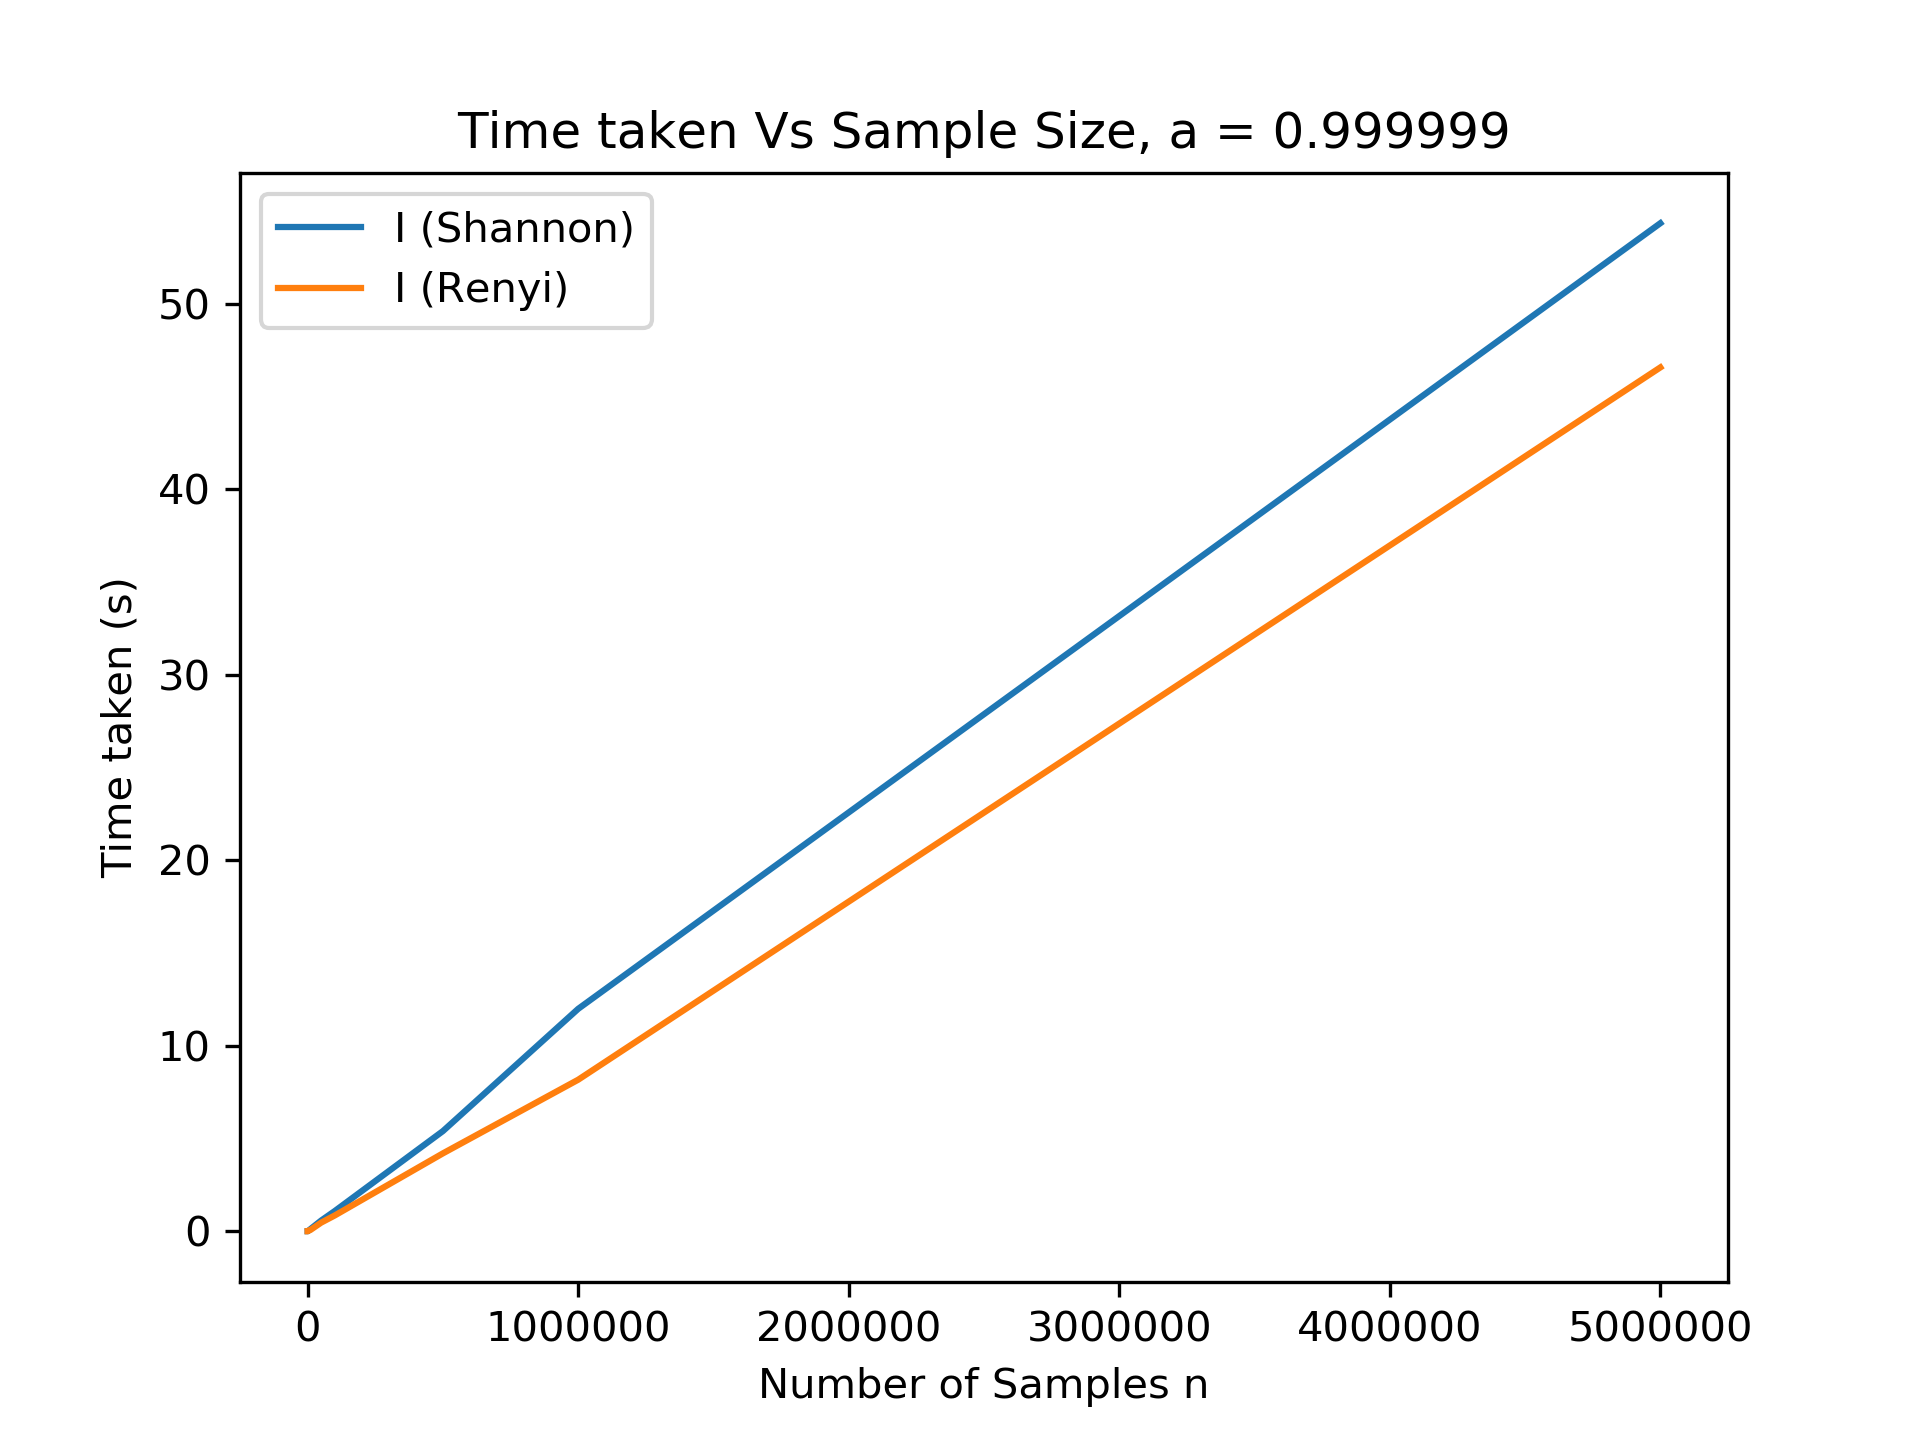 Time taken Vs Sample Size, a = 0.999999
I (Shannon)
I (Renyi)
50
40
30
20
10
0
Time taken (s)
0 1000000 2000000 3000000 4000000 5000000
Number of Samples n